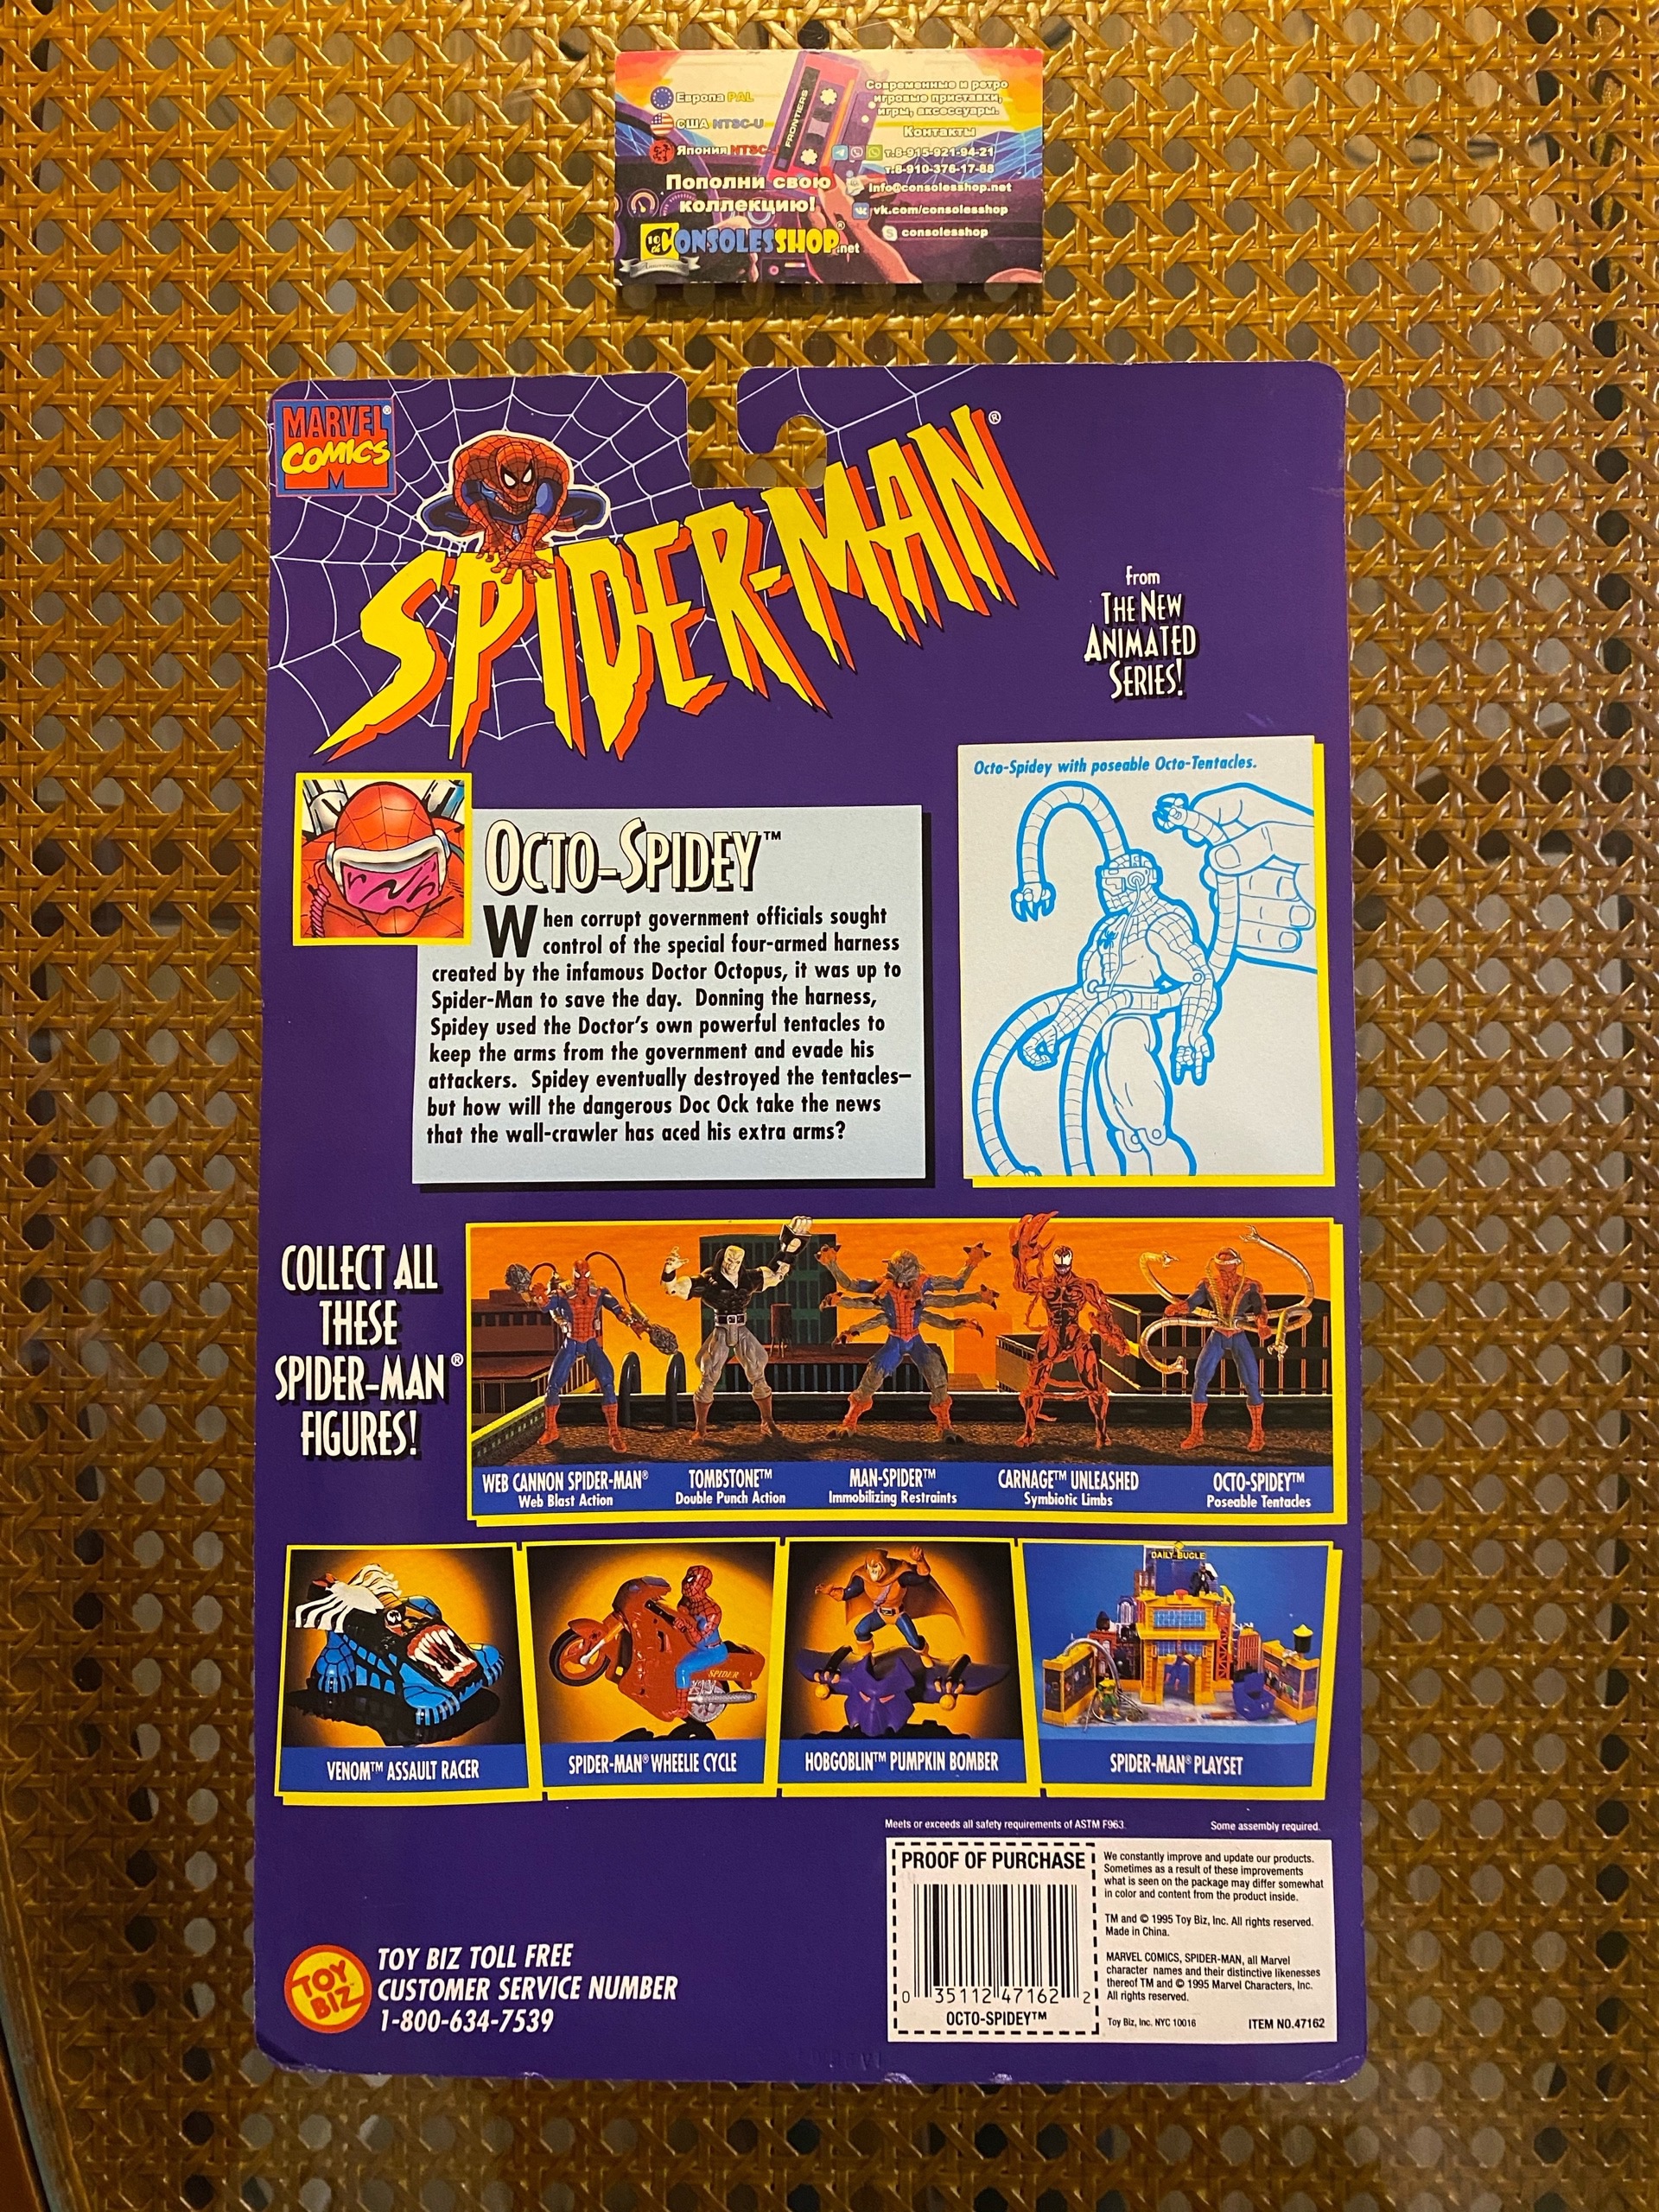 Европа PAL
США NTSC-U
Япония NTSC-
Пополни свою
коллекцию!
10th
CONSOLESSHOP®.net
Anniversary
FRONTIERS
Современные и ретро
игровые приставки,
игры, аксессуары.
Контакты
т.8-915-921-94-21
т.8-910-376-17-88
info@consolesshop.net
vk.com/consolesshop
consolesshop
MARVEL®
COMICS
M
SPIDER-MAN®
from
THE NEW
ANIMATED
SERIES!
OCTO-SPIDEY™
When corrupt government officials sought
control of the special four-armed harness
created by the infamous Doctor Octopus, it was up to
Spider-Man to save the day. Donning the harness,
Spidey used the Doctor's own powerful tentacles to
keep the arms from the government and evade his
attackers. Spidey eventually destroyed the tentacles—
but how will the dangerous Doc Ock take the news
that the wall-crawler has aced his extra arms?
Octo-Spidey with poseable Octo-Tentacles.
COLLECT ALL
THESE
SPIDER-MAN®
FIGURES!
WEB CANNON SPIDER-MAN®
Web Blast Action
TOMBSTONE™
Double Punch Action
MAN-SPIDER™
Immobilizing Restraints
CARNAGE™ UNLEASHED
Symbiotic Limbs
OCTO-SPIDEY™
Poseable Tentacles
VENOM™ ASSAULT RACER
SPIDER
SPIDER-MAN® WHEELIE CYCLE
HOBGOBLIN™ PUMPKIN BOMBER
DAILY BUGLE
SPIDER-MAN® PLAYSET
Meets or exceeds all safety requirements of ASTM F963.
Some assembly required.
PROOF OF PURCHASE
0 35112 47162 2
OCTO-SPIDEY™
We constantly improve and update our products.
Sometimes as a result of these improvements
what is seen on the package may differ somewhat
in color and content from the product inside.
TM and © 1995 Toy Biz, Inc. All rights reserved.
Made in China.
MARVEL COMICS, SPIDER-MAN, all Marvel
character names and their distinctive likenesses
thereof TM and © 1995 Marvel Characters, Inc.
All rights reserved.
Toy Biz, Inc. NYC 10016
ITEM NO.47162
TOY
BIZ
TOY BIZ TOLL FREE
CUSTOMER SERVICE NUMBER
1-800-634-7539